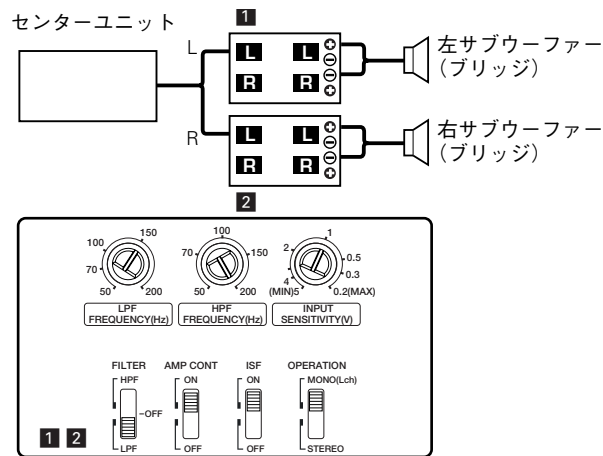 センターユニット
1
L
L L ⊕
⊖
R R ⊖
⊕
左サブウーファー
(ブリッジ)
R
L L ⊕
⊖
R R ⊖
⊕
右サブウーファー
(ブリッジ)
2
50 70 100 150 200
LPF
FREQUENCY(Hz)
50 70 100 150 200
HPF
FREQUENCY(Hz)
(MIN)5 4 2 1 0.5 0.3 0.2(MAX)
INPUT
SENSITIVITY(V)
FILTER
HPF
OFF
LPF
AMP CONT
ON
OFF
ISF
ON
OFF
OPERATION
MONO(Lch)
STEREO
1 2